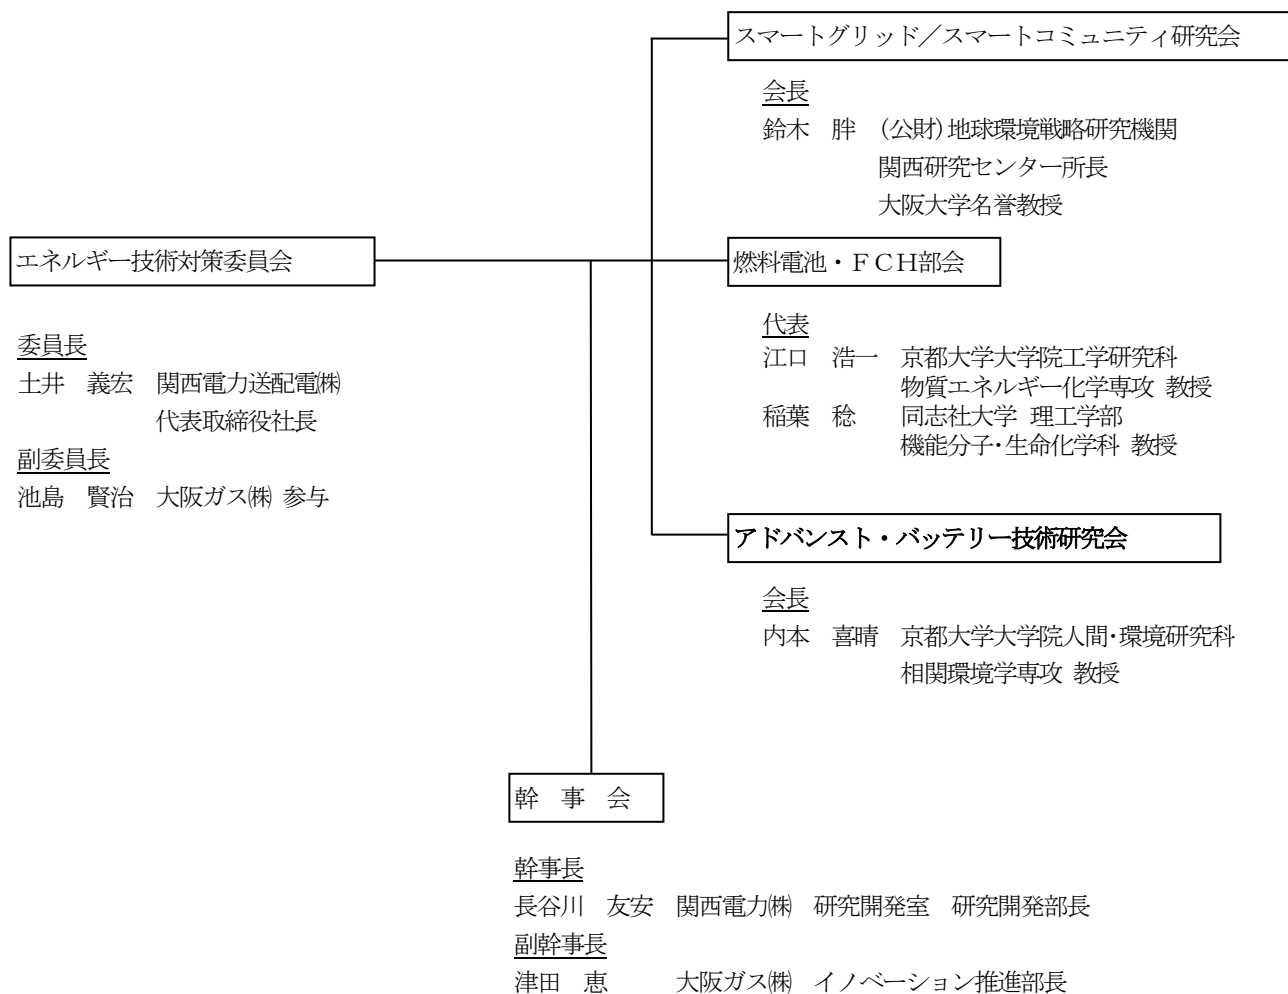 スマートグリッド／スマートコミュニティ研究会
会長
鈴木　胖　(公財)地球環境戦略研究機関
関西研究センター所長
大阪大学名誉教授
エネルギー技術対策委員会
委員長
土井　義宏　関西電力送配電㈱
代表取締役社長
副委員長
池島　賢治　大阪ガス㈱ 参与
燃料電池・ＦＣＨ部会
代表
江口　浩一　京都大学大学院工学研究科
物質エネルギー化学専攻 教授
稲葉　稔　同志社大学 理工学部
機能分子・生命化学科 教授
アドバンスト・バッテリー技術研究会
会長
内本　喜晴　京都大学大学院人間・環境研究科
相関環境学専攻 教授
幹　事　会
幹事長
長谷川　友安　関西電力㈱　研究開発室　研究開発部長
副幹事長
津田　恵　大阪ガス㈱　イノベーション推進部長